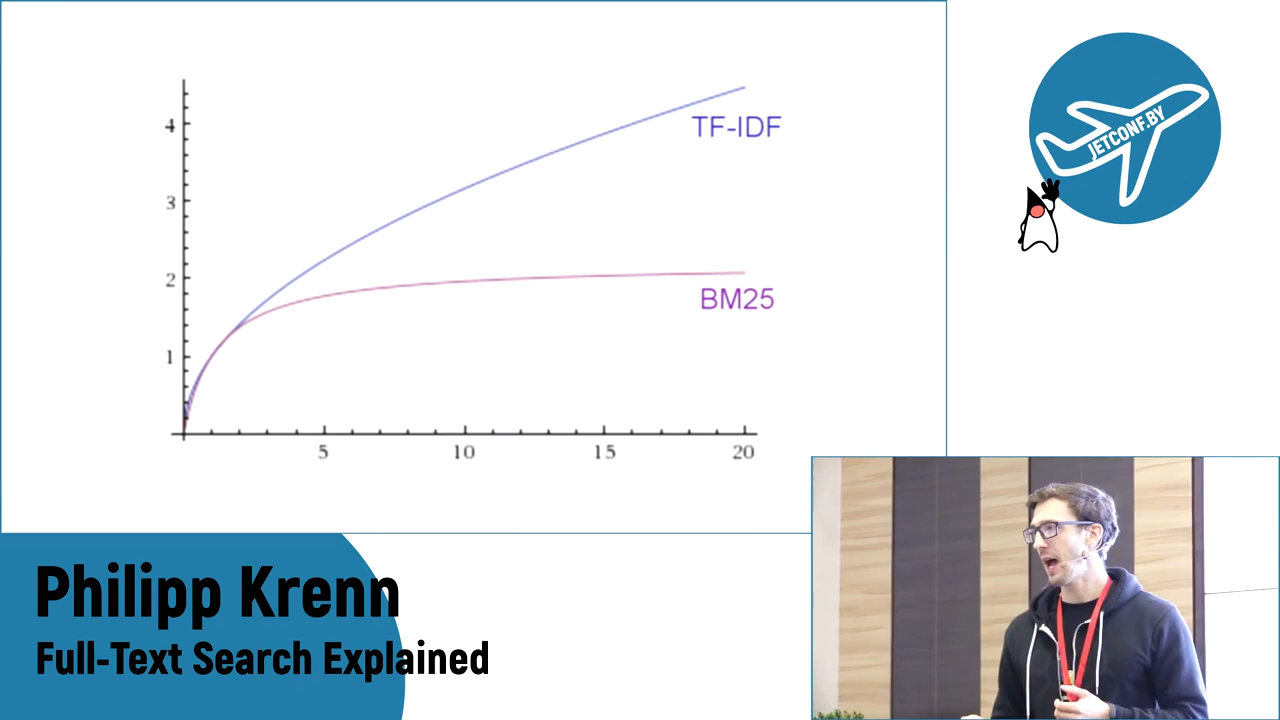 4
TF-IDF
3
2
BM25
1
5
10
15
20
JETCONF.BY
Philipp Krenn
Full-Text Search Explained